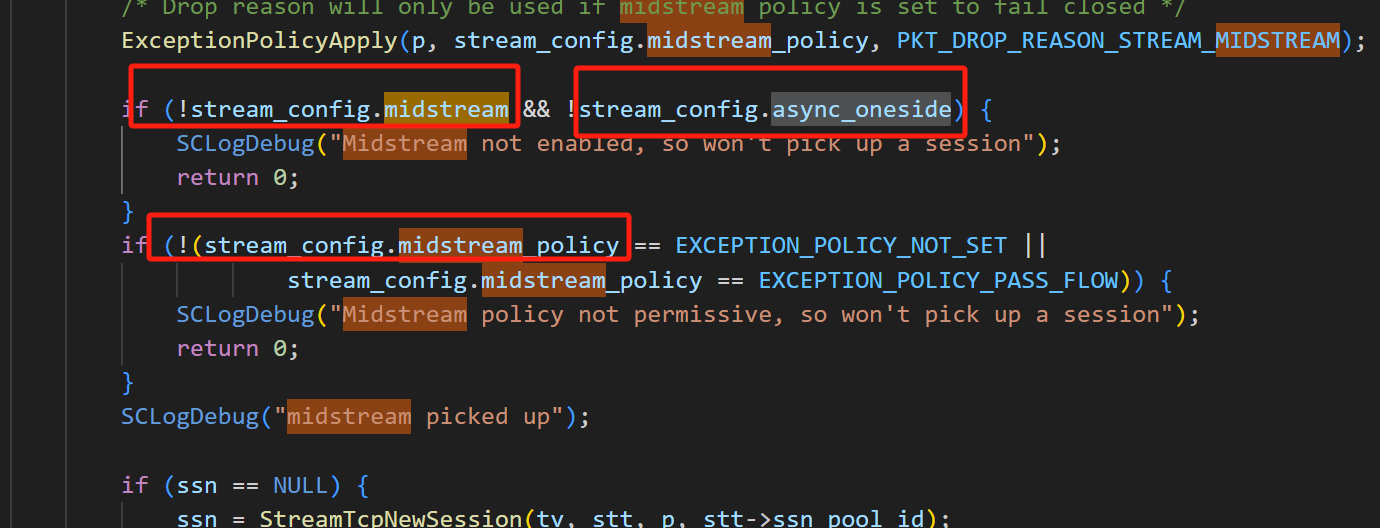 /* Drop reason will only be used if midstream policy is set to fail closed */
ExceptionPolicyApply(p, stream_config.midstream_policy, PKT_DROP_REASON_STREAM_MIDSTREAM);
if (!stream_config.midstream && !stream_config.async_oneside) {
SCLogDebug("Midstream not enabled, so won't pick up a session");
return 0;
}
if (!(stream_config.midstream_policy == EXCEPTION_POLICY_NOT_SET ||
stream_config.midstream_policy == EXCEPTION_POLICY_PASS_FLOW)) {
SCLogDebug("Midstream policy not permissive, so won't pick up a session");
return 0;
}
SCLogDebug("midstream picked up");
if (ssn == NULL) {
ssn = StreamTcpNewSession(tv, stt, p, stt->ssn_pool_id);